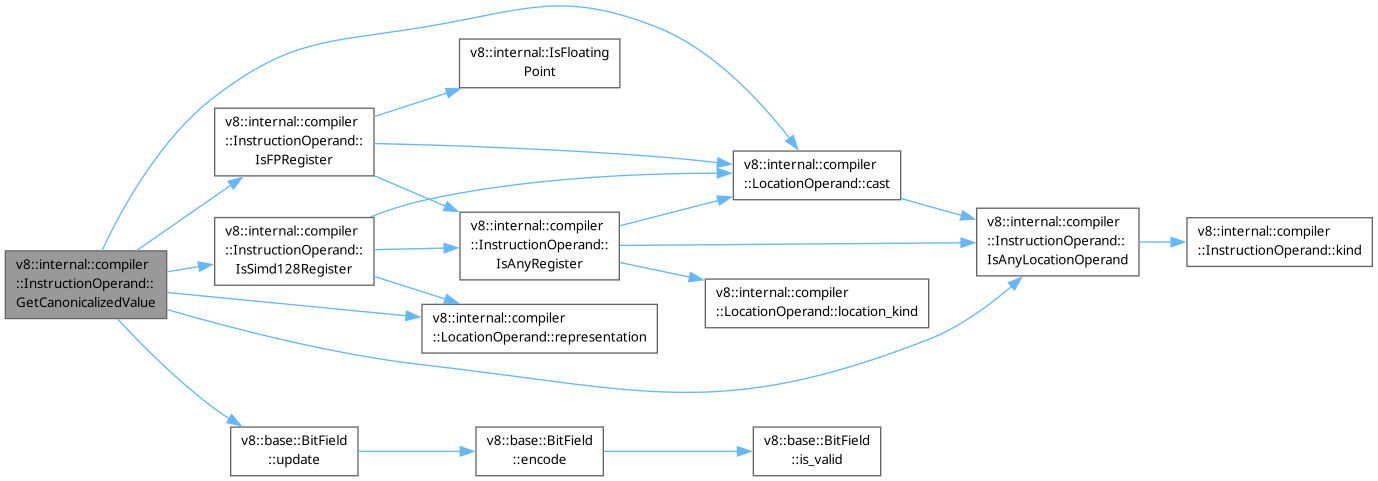 v8::internal::compiler
::InstructionOperand::
GetCanonicalizedValue
v8::internal::compiler
::InstructionOperand::
IsFPRegister
v8::internal::IsFloating
Point
v8::internal::compiler
::LocationOperand::cast
v8::internal::compiler
::InstructionOperand::
IsSimd128Register
v8::internal::compiler
::InstructionOperand::
IsAnyRegister
v8::internal::compiler
::InstructionOperand::
IsAnyLocationOperand
v8::internal::compiler
::InstructionOperand::kind
v8::internal::compiler
::LocationOperand::location_kind
v8::internal::compiler
::LocationOperand::representation
v8::base::BitField
::update
v8::base::BitField
::encode
v8::base::BitField
::is_valid